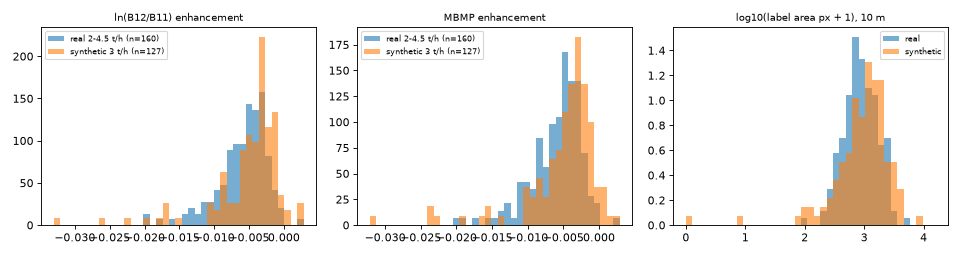 ln(B12/B11) enhancement
real 2-4.5 t/h (n=160)
synthetic 3 t/h (n=127)
200
150
100
50
0
−0.030−0.025−0.020−0.015−0.010−0.005 0.000
MBMP enhancement
real 2-4.5 t/h (n=160)
synthetic 3 t/h (n=127)
175
150
125
100
75
50
25
0
−0.030−0.025−0.020−0.015−0.010−0.005 0.000
log10(label area px + 1), 10 m
real
synthetic
1.4
1.2
1.0
0.8
0.6
0.4
0.2
0.0
0 1 2 3 4